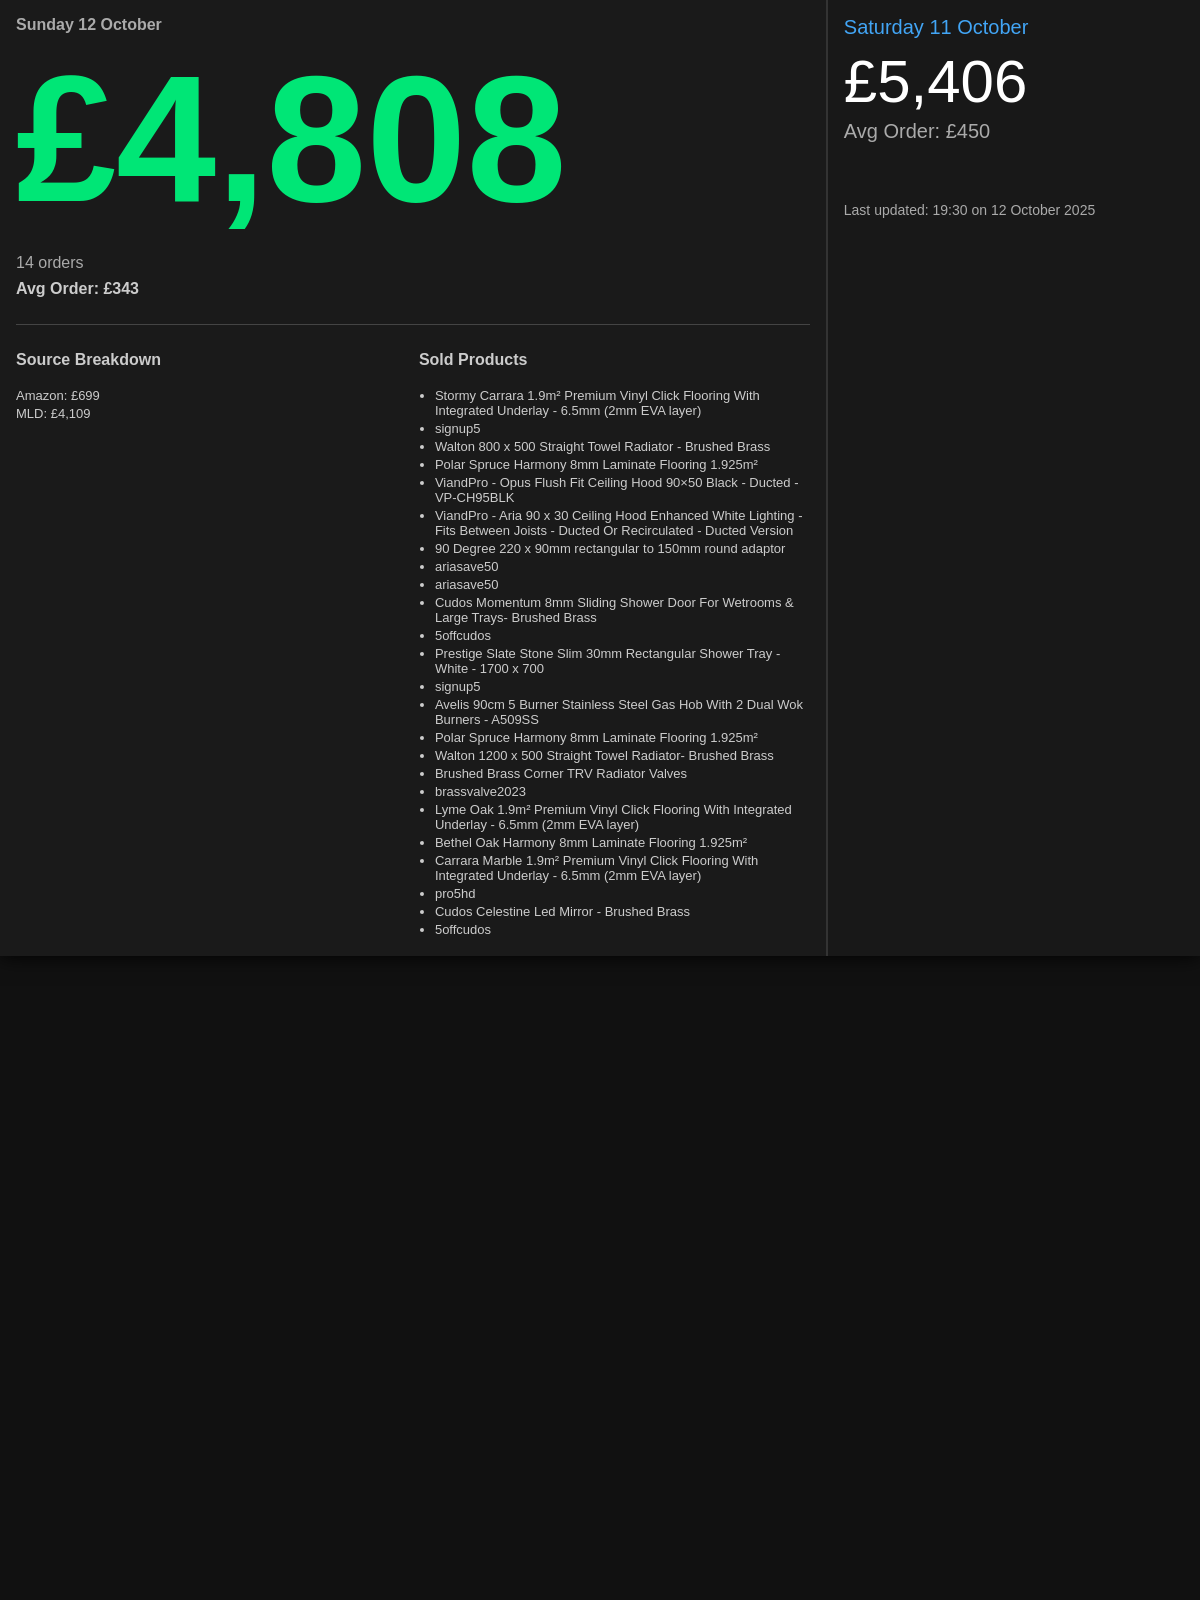 Sunday 12 October
£4,808
14 orders
Avg Order: £343
Source Breakdown
Amazon: £699
MLD: £4,109
Sold Products
Stormy Carrara 1.9m² Premium Vinyl Click Flooring With
Integrated Underlay - 6.5mm (2mm EVA layer)
signup5
Walton 800 x 500 Straight Towel Radiator - Brushed Brass
Polar Spruce Harmony 8mm Laminate Flooring 1.925m²
ViandPro - Opus Flush Fit Ceiling Hood 90×50 Black - Ducted -
VP-CH95BLK
ViandPro - Aria 90 x 30 Ceiling Hood Enhanced White Lighting -
Fits Between Joists - Ducted Or Recirculated - Ducted Version
90 Degree 220 x 90mm rectangular to 150mm round adaptor
ariasave50
ariasave50
Cudos Momentum 8mm Sliding Shower Door For Wetrooms &
Large Trays- Brushed Brass
5offcudos
Prestige Slate Stone Slim 30mm Rectangular Shower Tray -
White - 1700 x 700
signup5
Avelis 90cm 5 Burner Stainless Steel Gas Hob With 2 Dual Wok
Burners - A509SS
Polar Spruce Harmony 8mm Laminate Flooring 1.925m²
Walton 1200 x 500 Straight Towel Radiator- Brushed Brass
Brushed Brass Corner TRV Radiator Valves
brassvalve2023
Lyme Oak 1.9m² Premium Vinyl Click Flooring With Integrated
Underlay - 6.5mm (2mm EVA layer)
Bethel Oak Harmony 8mm Laminate Flooring 1.925m²
Carrara Marble 1.9m² Premium Vinyl Click Flooring With
Integrated Underlay - 6.5mm (2mm EVA layer)
pro5hd
Cudos Celestine Led Mirror - Brushed Brass
5offcudos
Saturday 11 October
£5,406
Avg Order: £450
Last updated: 19:30 on 12 October 2025